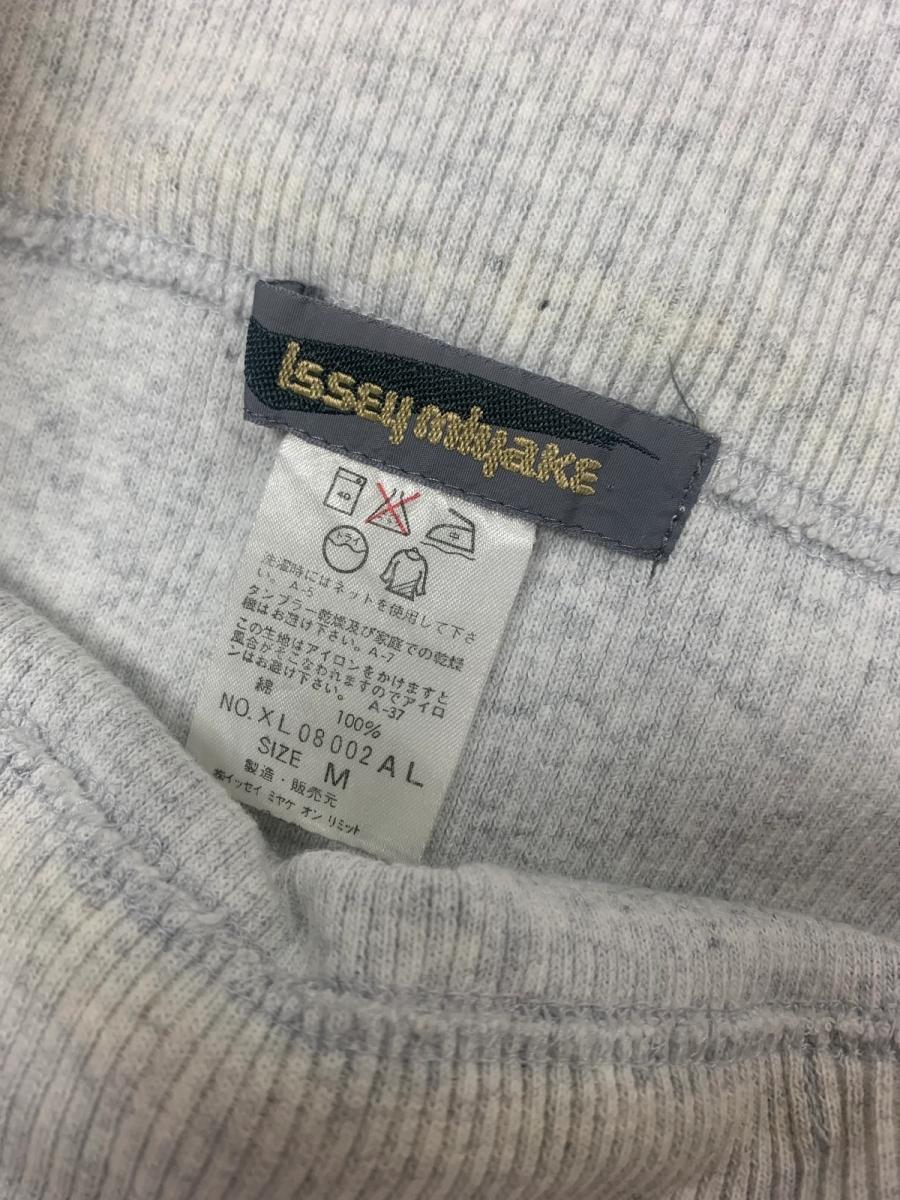 Issey miyake
40
中
ドライ
洗濯時にはネットを使用して下さ
い。A-5
タンブラー乾燥及び家庭での乾燥
機はお避け下さい。A-7
この生地はアイロンをかけますと
風合がそこなわれますのでアイロ
ンはお避け下さい。 A-37
綿 100%
NO.XL08002AL
SIZE M
製造・販売元
㈱イッセイ ミヤケ オン リミット